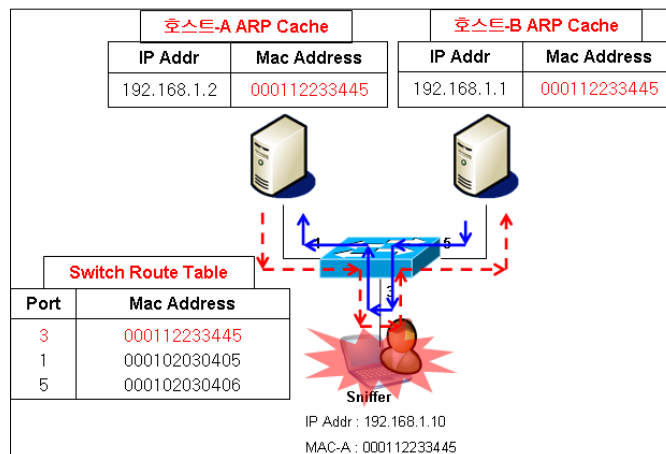 호스트-A ARP Cache
IP Addr Mac Address
192.168.1.2 000112233445
호스트-B ARP Cache
IP Addr Mac Address
192.168.1.1 000112233445
1
5
3
Switch Route Table
Port Mac Address
3 000112233445
1 000102030405
5 000102030406
Sniffer
IP Addr : 192.168.1.10
MAC-A : 000112233445